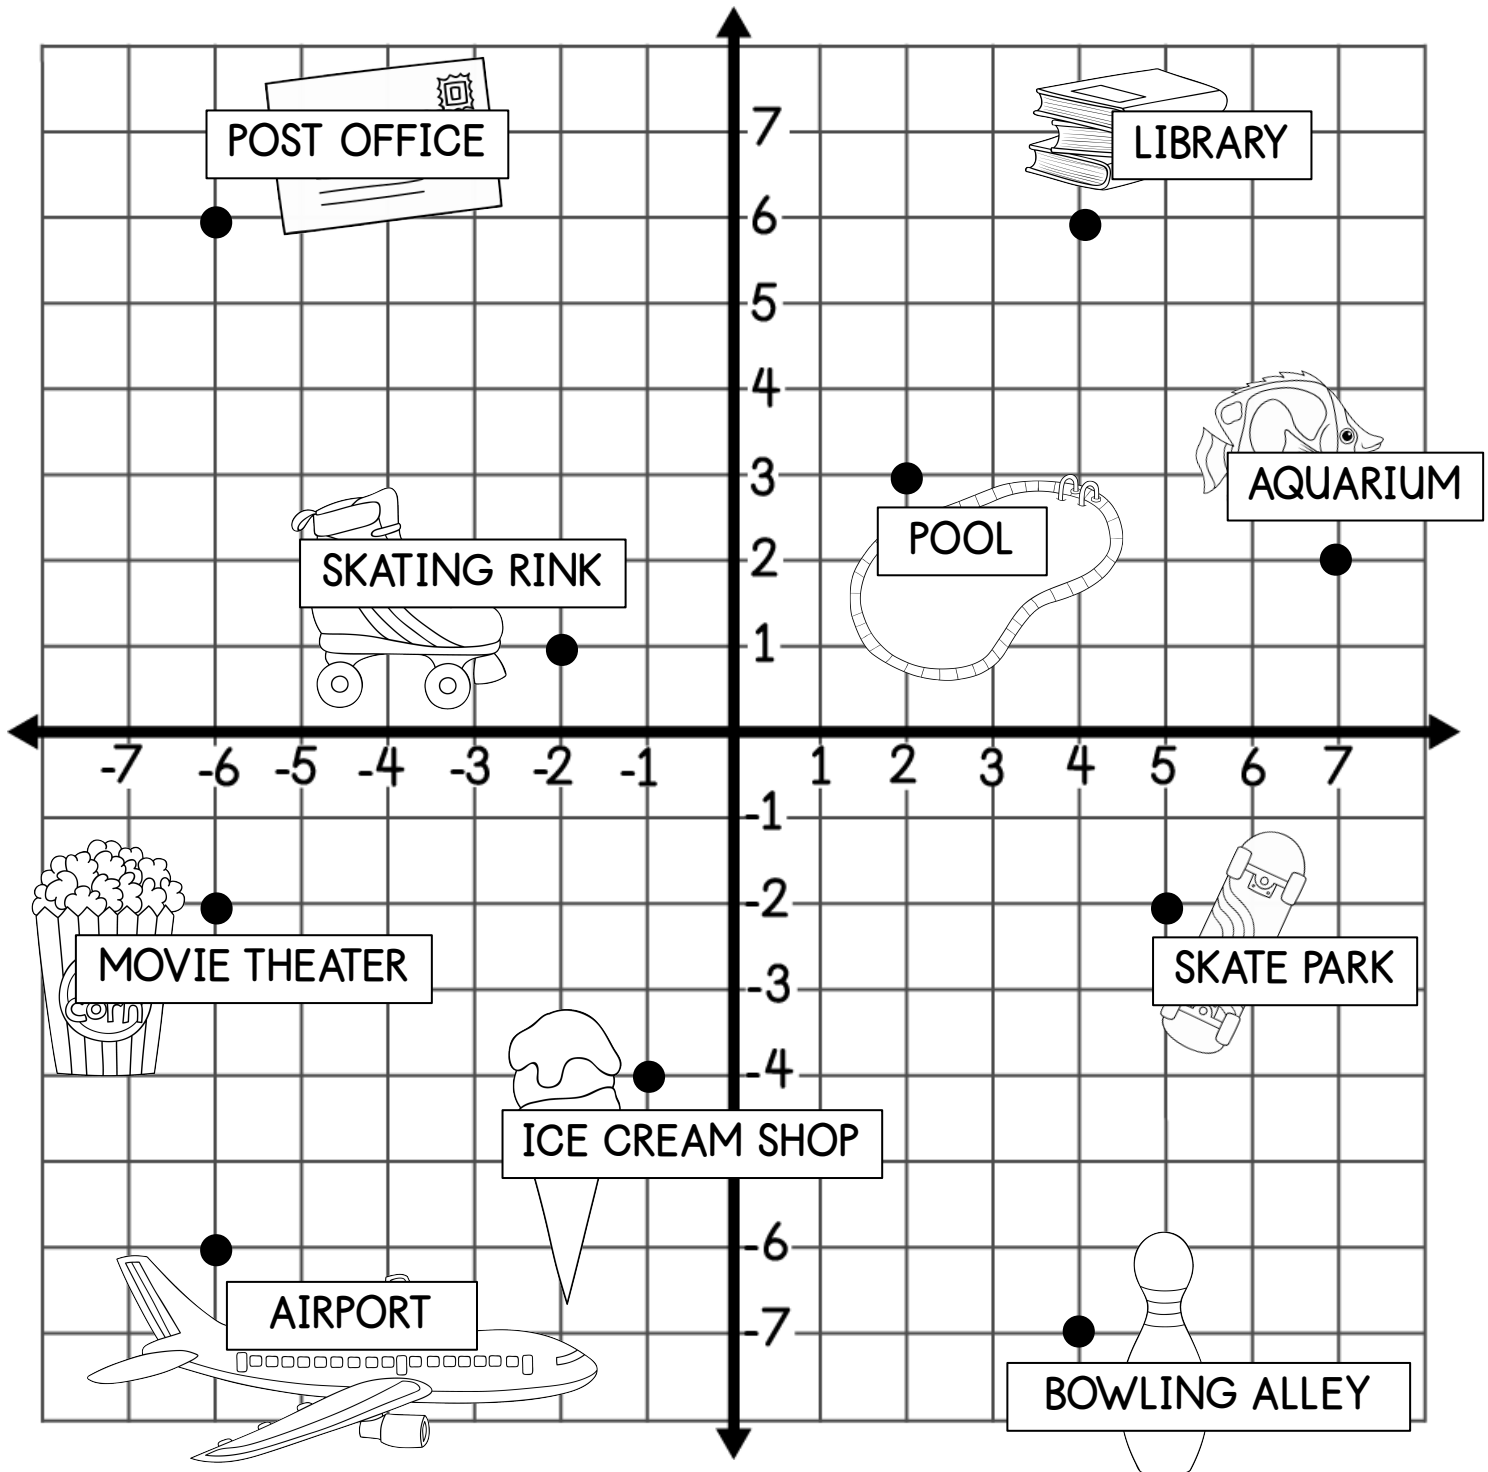 7
POST OFFICE
LIBRARY
6
5
4
3
AQUARIUM
POOL
2
SKATING RINK
1
-7 -6 -5 -4 -3 -2 -1 1 2 3 4 5 6 7
-1
-2
MOVIE THEATER
SKATE PARK
-3
corn
-4
ICE CREAM SHOP
-6
AIRPORT
-7
BOWLING ALLEY